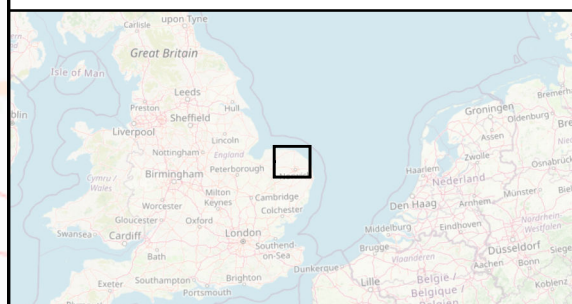 upon Tyne
Carlisle
Great Britain
Isle of Man
Leeds
Preston
Hull
Sheffield
Liverpool
Lincoln
Nottingham
England
Peterborough
Birmingham
Cymru /
Wales
Worcester
Milton
Keynes
Cambridge
Colchester
Gloucester
Oxford
Swansea
Cardiff
London
Southend
-on-Sea
Bath
Exeter
Southampton
Brighton
Portsmouth
Dunkerque
Groningen
Bremerh
Oldenburg
Bre
Assen
Zwolle
Haarlem
Nederland
Osnabrüc
Den Haag
Arnhem
Münster
Bie
Middelburg
Eindhoven
Brugge
Nordrhein
Westfalen
Vlaanderen
Düsseldorf
Aachen
Bonn
Lille
België /
Belgique /
Koblenz